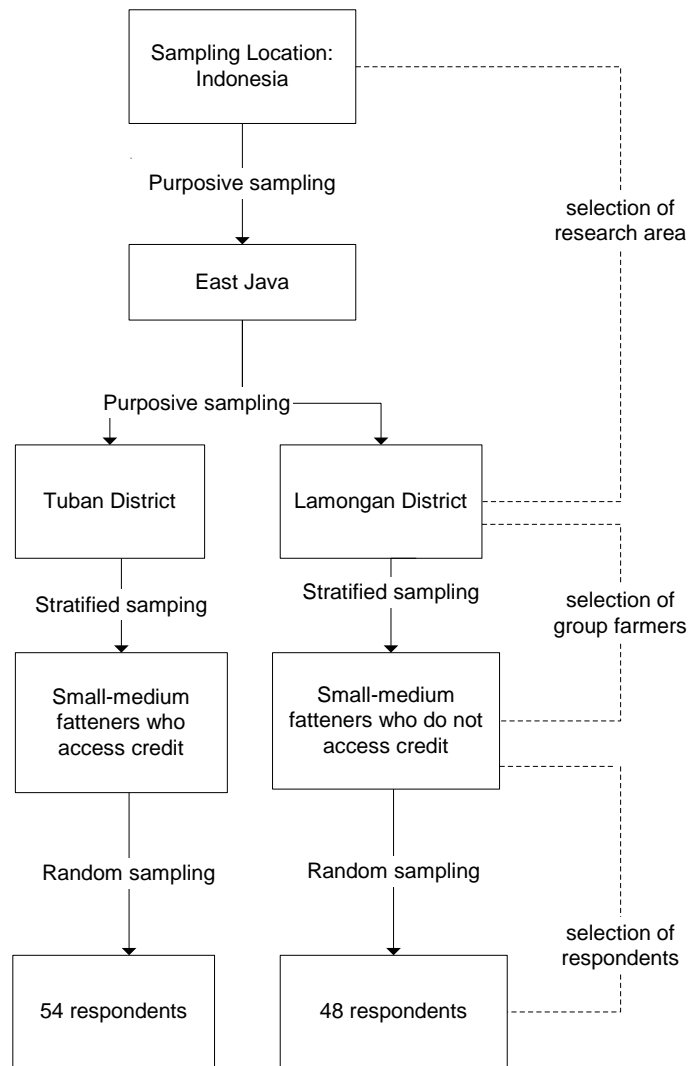 Sampling Location:
Indonesia
Purposive sampling
selection of
research area
East Java
Purposive sampling
Tuban District
Lamongan District
Stratified samping
Stratified sampling
selection of
group farmers
Small-medium
fatteners who
access credit
Small-medium
fatteners who do not
access credit
Random sampling
Random sampling
selection of
respondents
54 respondents
48 respondents